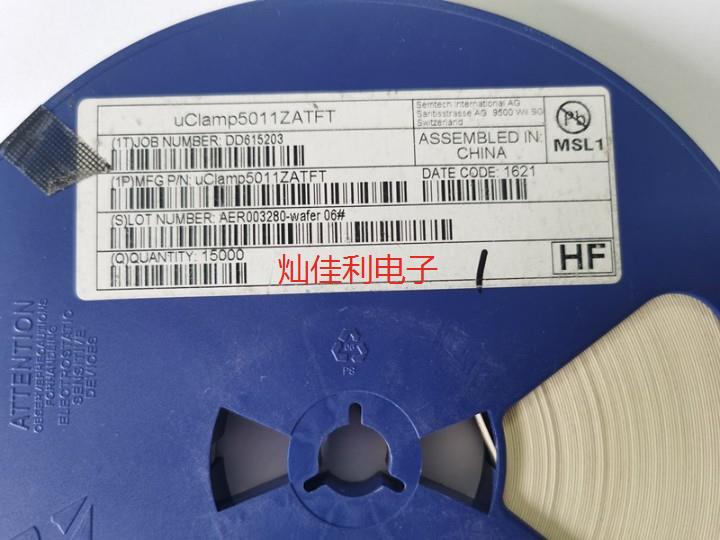 uClamp5011ZATFT
Semtech International AG
Santisstrasse AG 9500 Wil SG
Switzerland
(1T)JOB NUMBER: DD615203
ASSEMBLED IN:
CHINA
Pb
MSL1
(1P)MFG P/N: uClamp5011ZATFT
DATE CODE: 1621
(S)LOT NUMBER: AER003280-wafer 06#
(Q)QUANTITY: 15000
HF
灿佳利电子
ATTENTION
OBSERVE PRECAUTIONS
FOR HANDLING
ELECTROSTATIC
SENSITIVE
DEVICES
PS